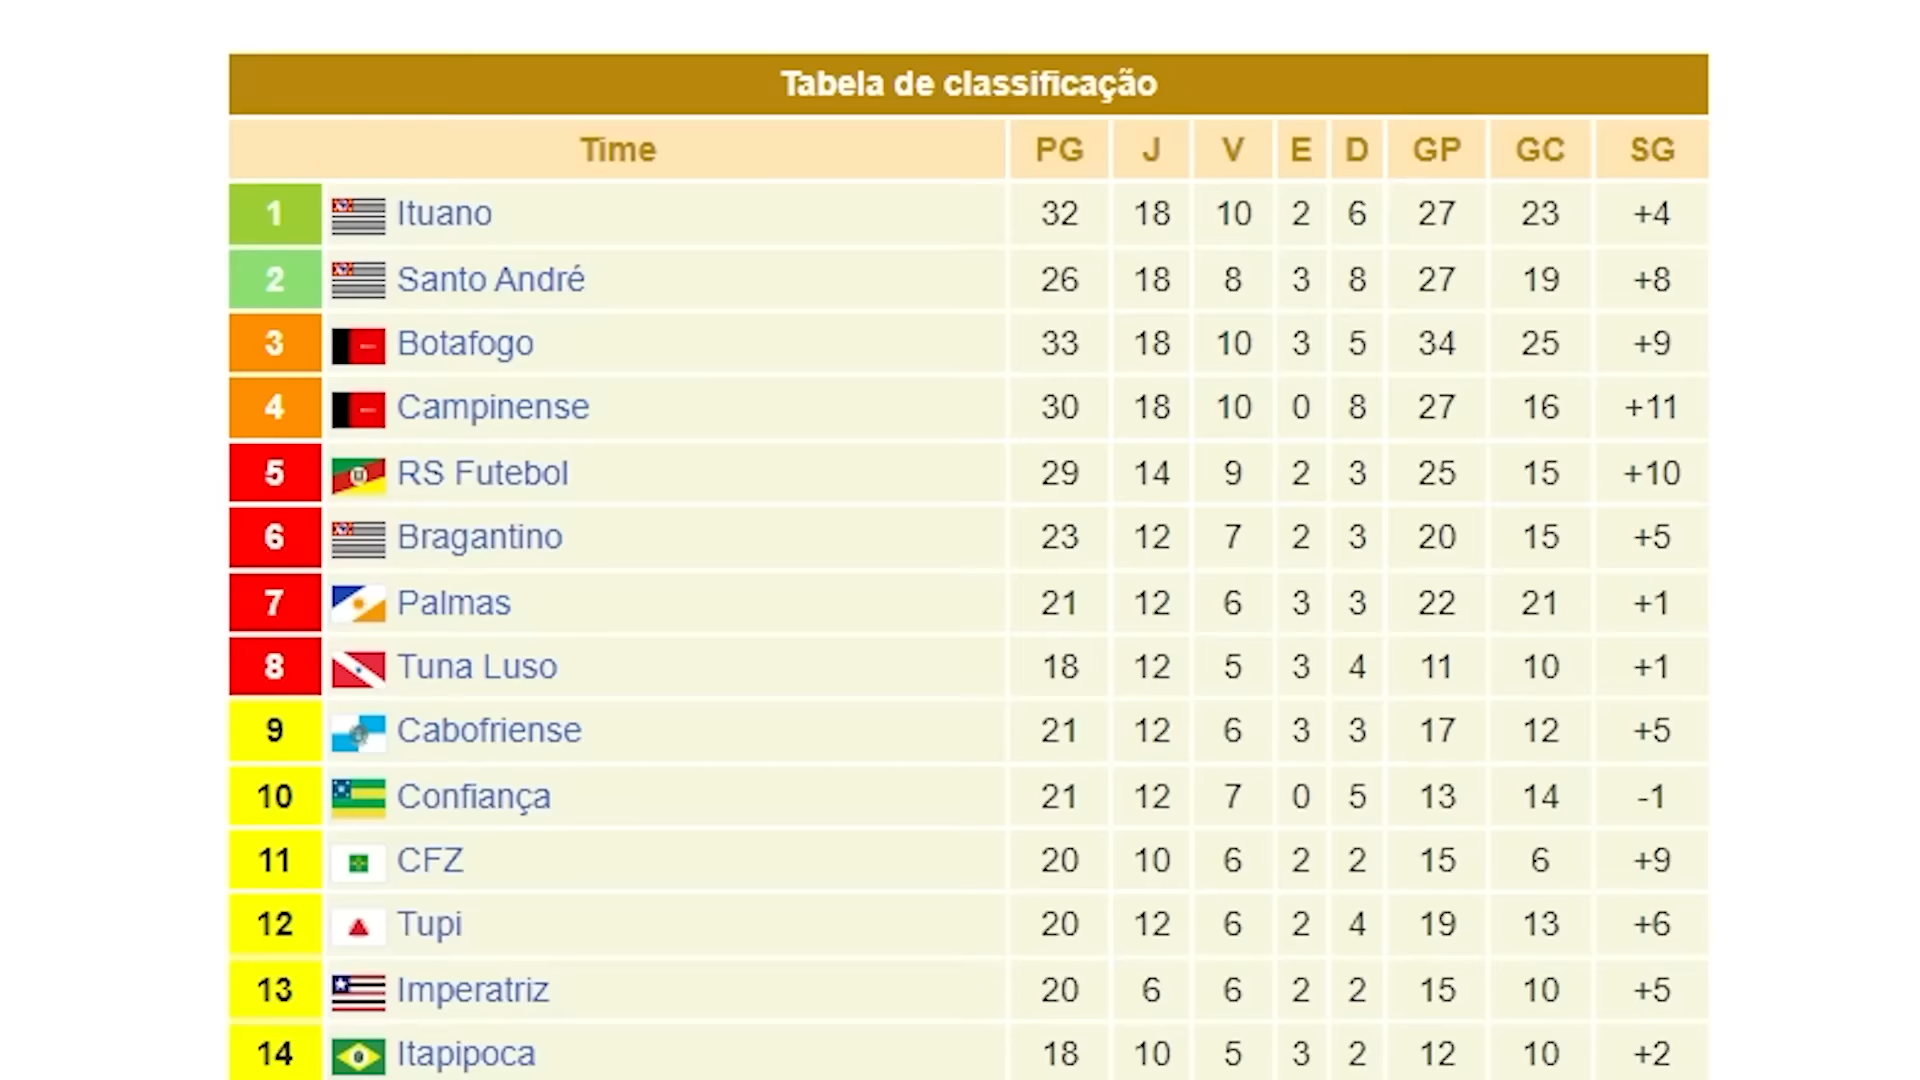 Tabela de classificação
Time PG J V E D GP GC SG
1 Ituano 32 18 10 2 6 27 23 +4
2 Santo André 26 18 8 3 8 27 19 +8
3 Botafogo 33 18 10 3 5 34 25 +9
4 Campinense 30 18 10 0 8 27 16 +11
5 RS Futebol 29 14 9 2 3 25 15 +10
6 Bragantino 23 12 7 2 3 20 15 +5
7 Palmas 21 12 6 3 3 22 21 +1
8 Tuna Luso 18 12 5 3 4 11 10 +1
9 Cabofriense 21 12 6 3 3 17 12 +5
10 Confiança 21 12 7 0 5 13 14 -1
11 CFZ 20 10 6 2 2 15 6 +9
12 Tupi 20 12 6 2 4 19 13 +6
13 Imperatriz 20 6 6 2 2 15 10 +5
14 Itapipoca 18 10 5 3 2 12 10 +2